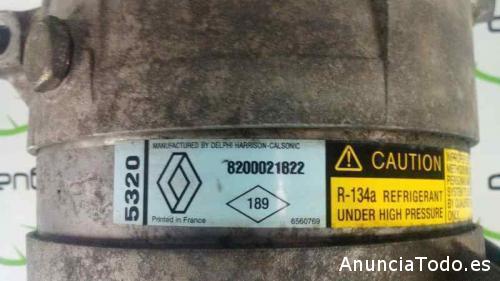 5320
MANUFACTURED BY DELPHI HARRISON-CALSONIC
8200021822
189
Printed in France
6560769
CAUTION
R-134a REFRIGERANT
UNDER HIGH PRESSURE
AnunciaTodo.es